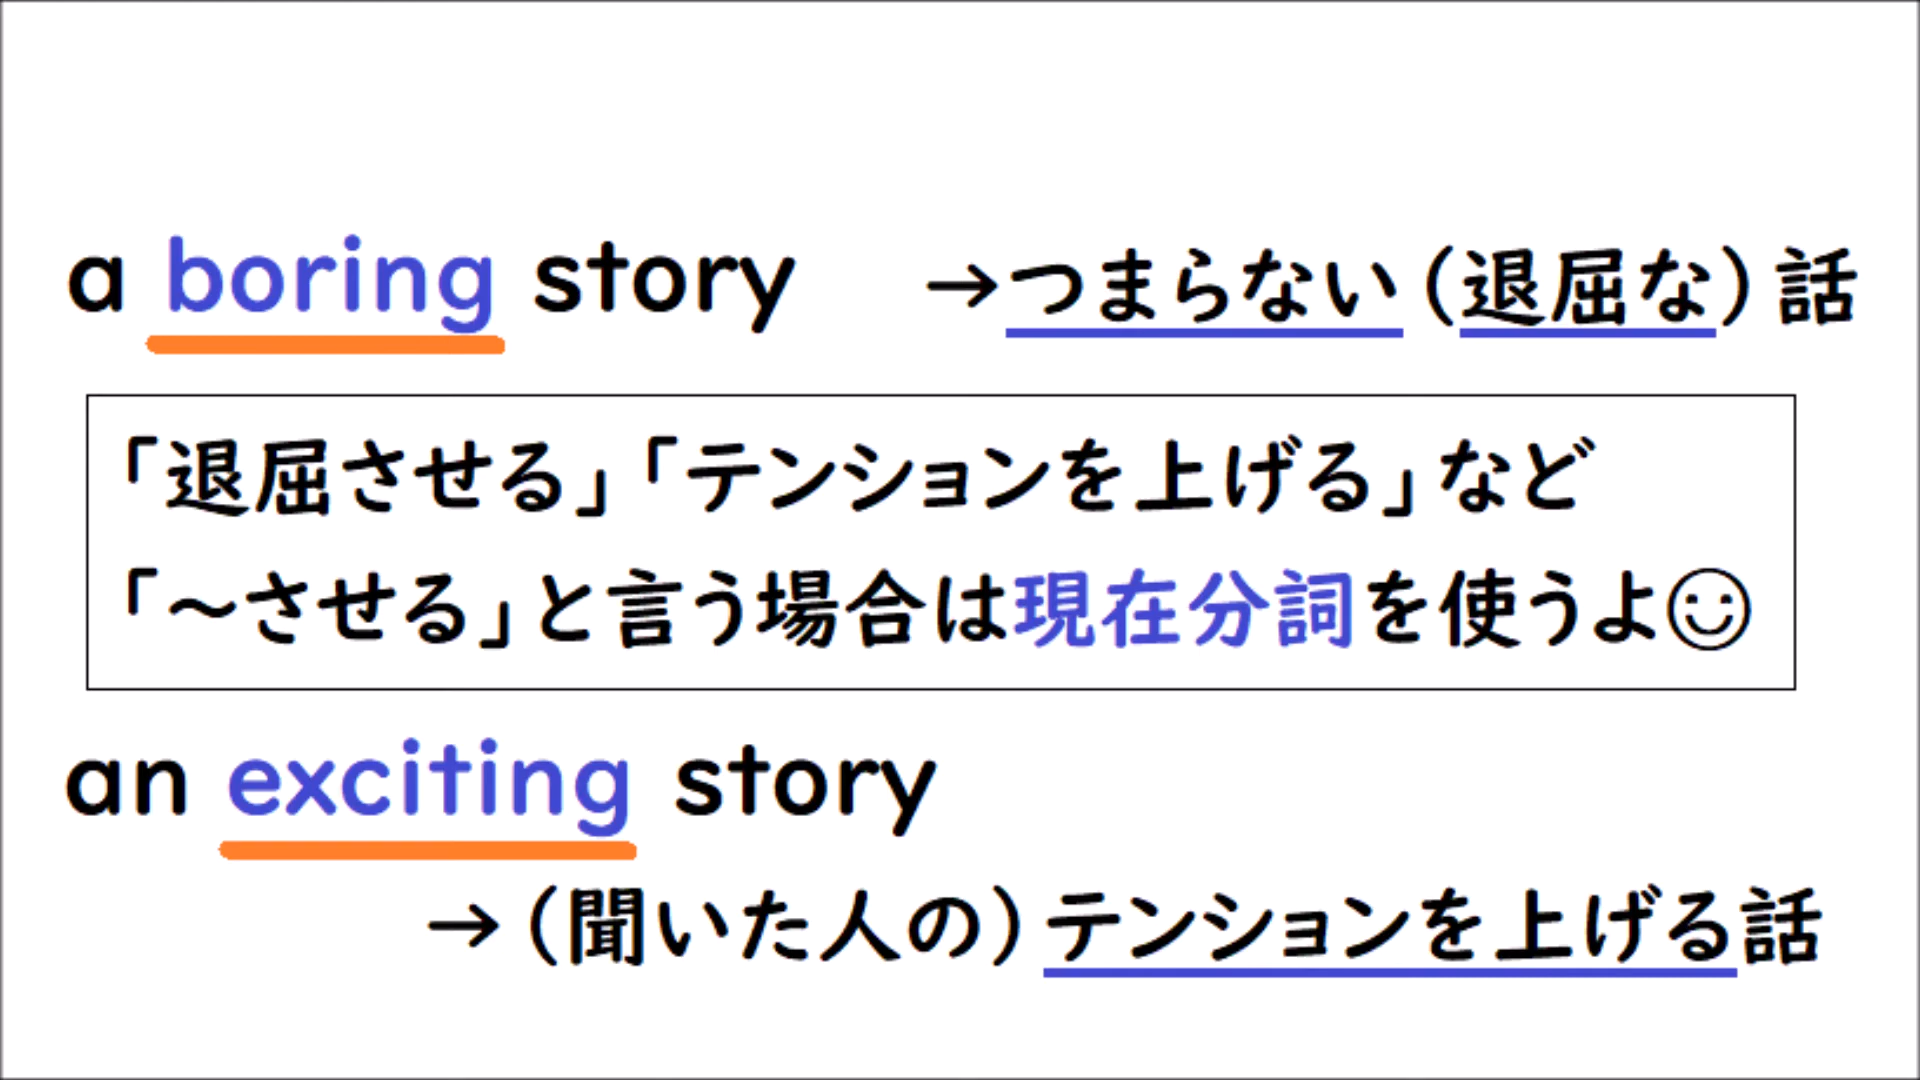 a boring story →つまらない（退屈な）話
「退屈させる」「テンションを上げる」など
「～させる」と言う場合は現在分詞を使うよ☺
an exciting story
→（聞いた人の）テンションを上げる話